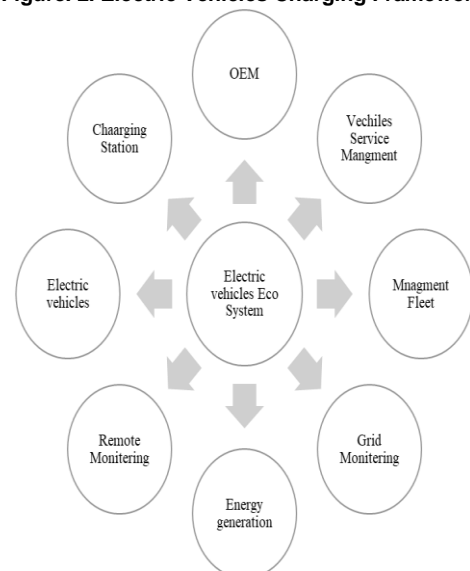 Figure. 2. Electric Vehicles Charging Framework
OEM
Vechiles
Service
Mangment
Mnagment
Fleet
Grid
Monitering
Energy
generation
Remote
Monitering
Electric
vehicles
Chaarging
Station
Electric
vehicles Eco
System